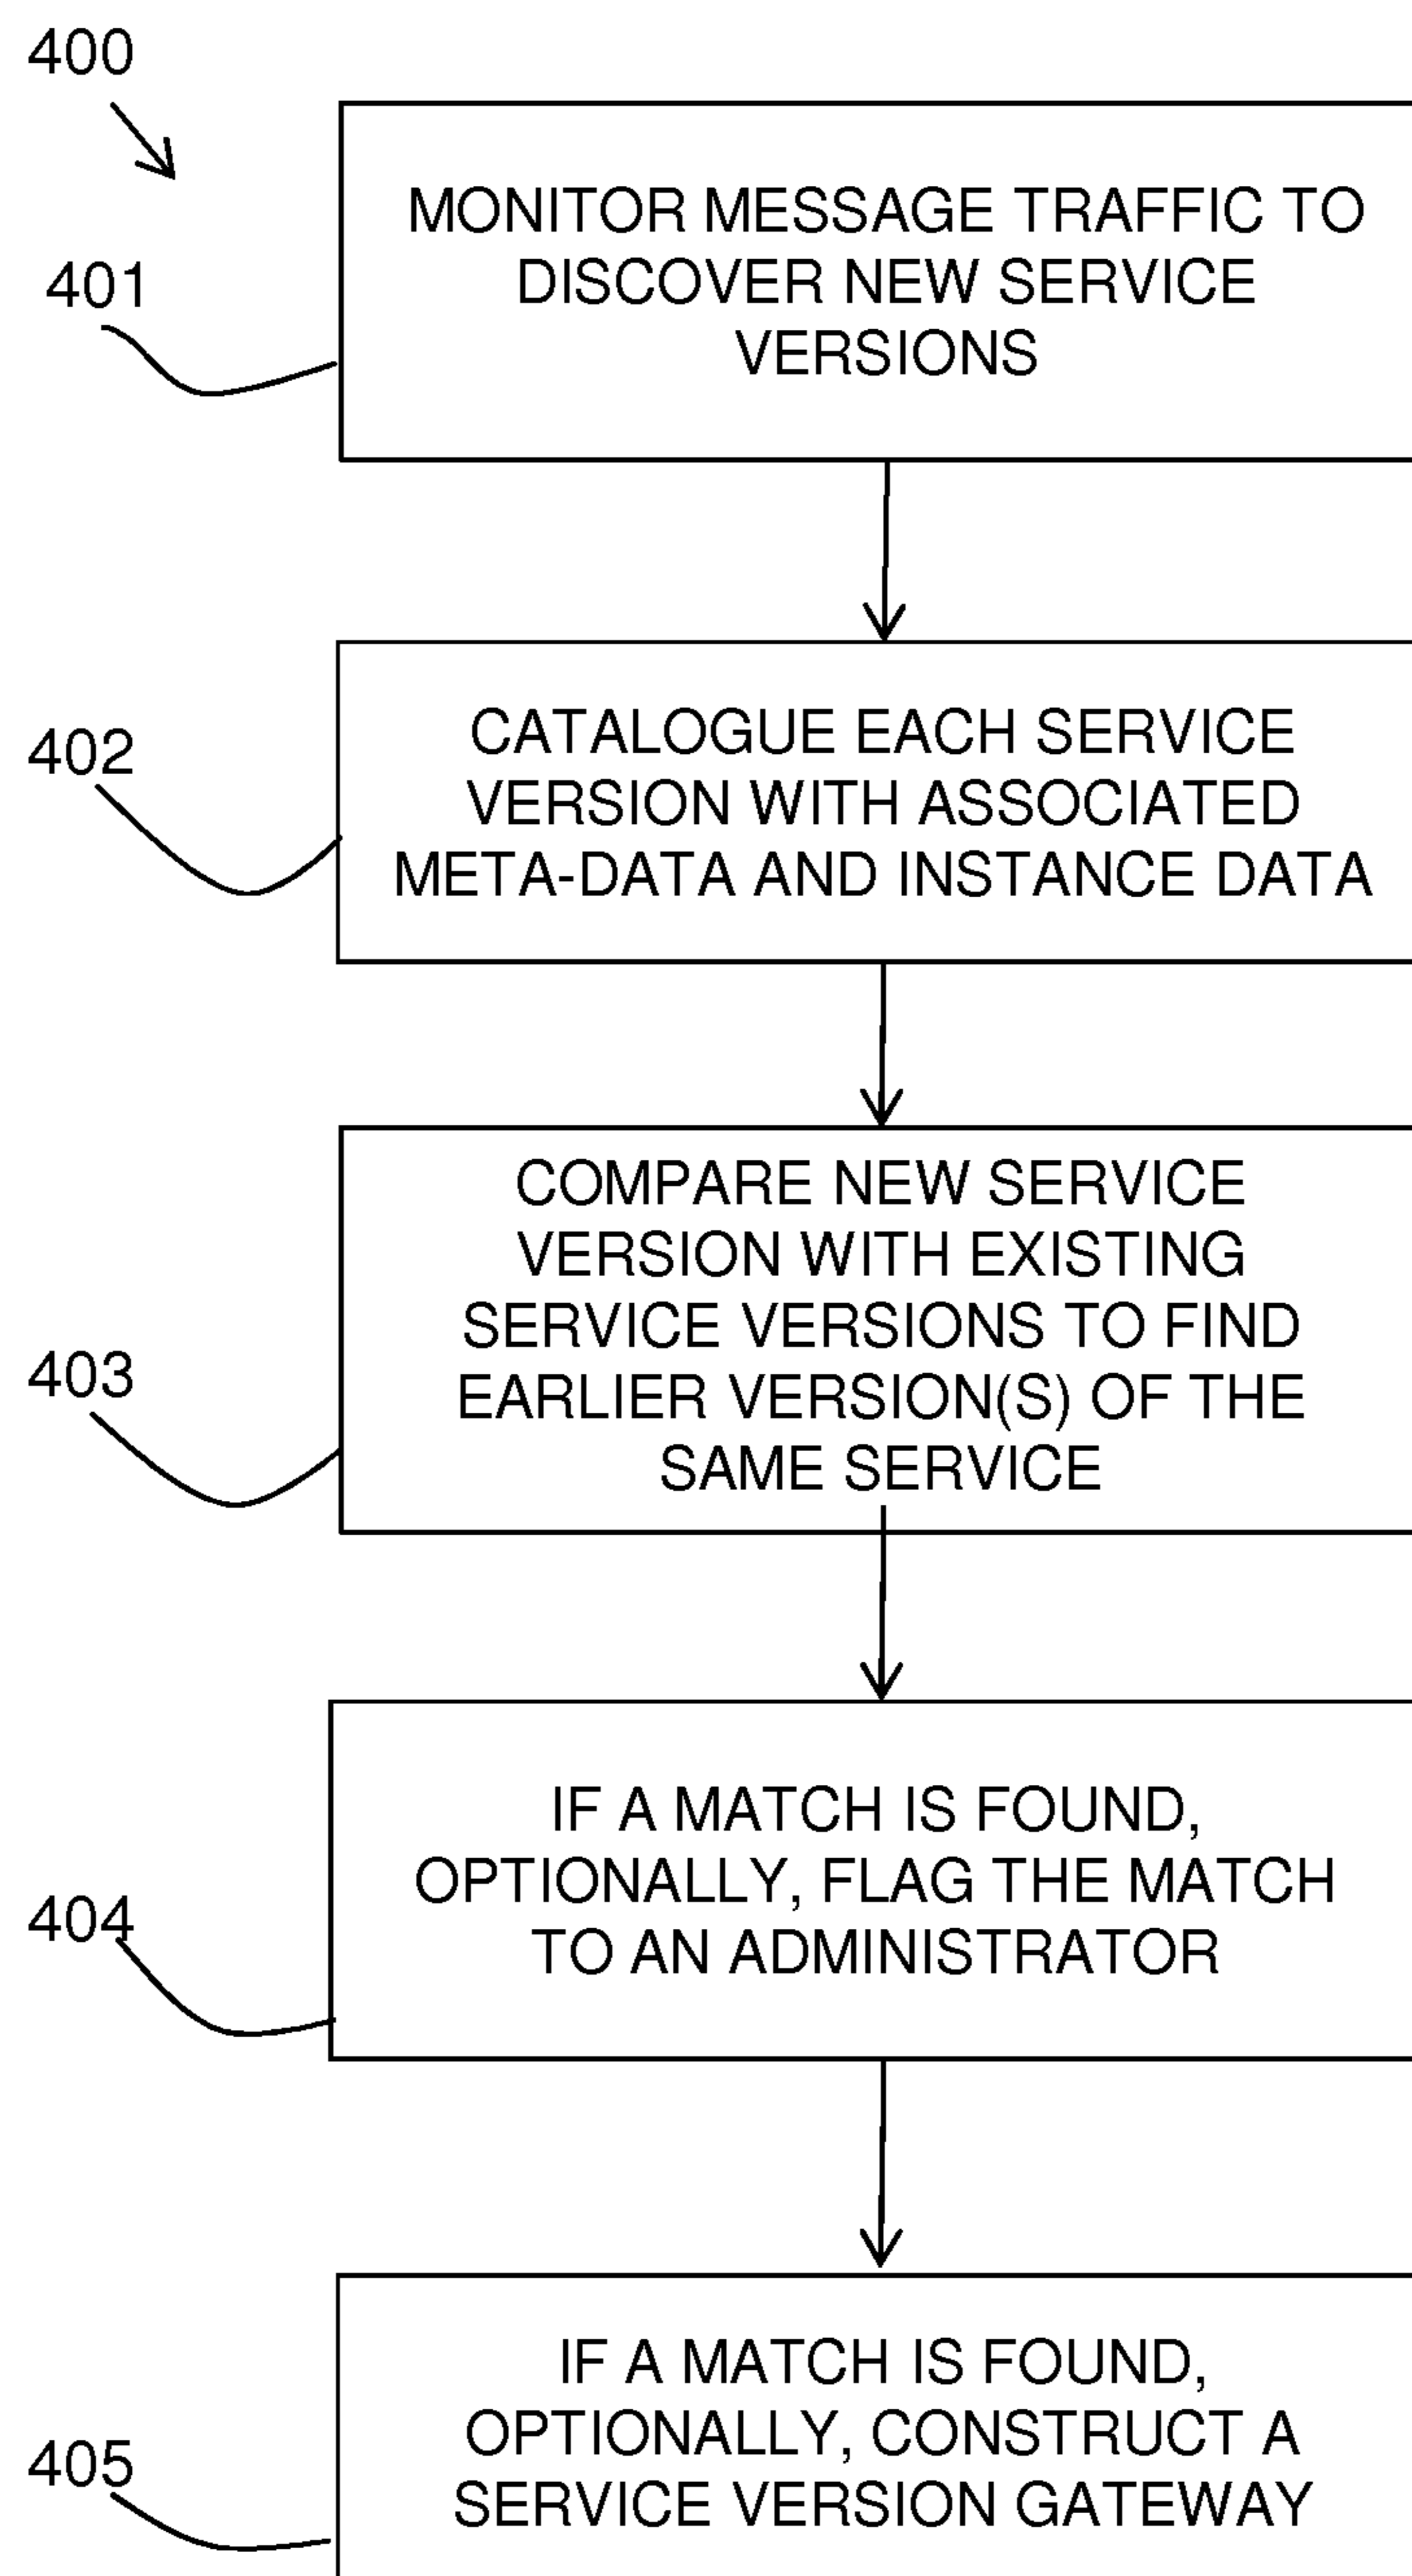 400
401
MONITOR MESSAGE TRAFFIC TO
DISCOVER NEW SERVICE
VERSIONS
402
CATALOGUE EACH SERVICE
VERSION WITH ASSOCIATED
META-DATA AND INSTANCE DATA
403
COMPARE NEW SERVICE
VERSION WITH EXISTING
SERVICE VERSIONS TO FIND
EARLIER VERSION(S) OF THE
SAME SERVICE
404
IF A MATCH IS FOUND,
OPTIONALLY, FLAG THE MATCH
TO AN ADMINISTRATOR
405
IF A MATCH IS FOUND,
OPTIONALLY, CONSTRUCT A
SERVICE VERSION GATEWAY